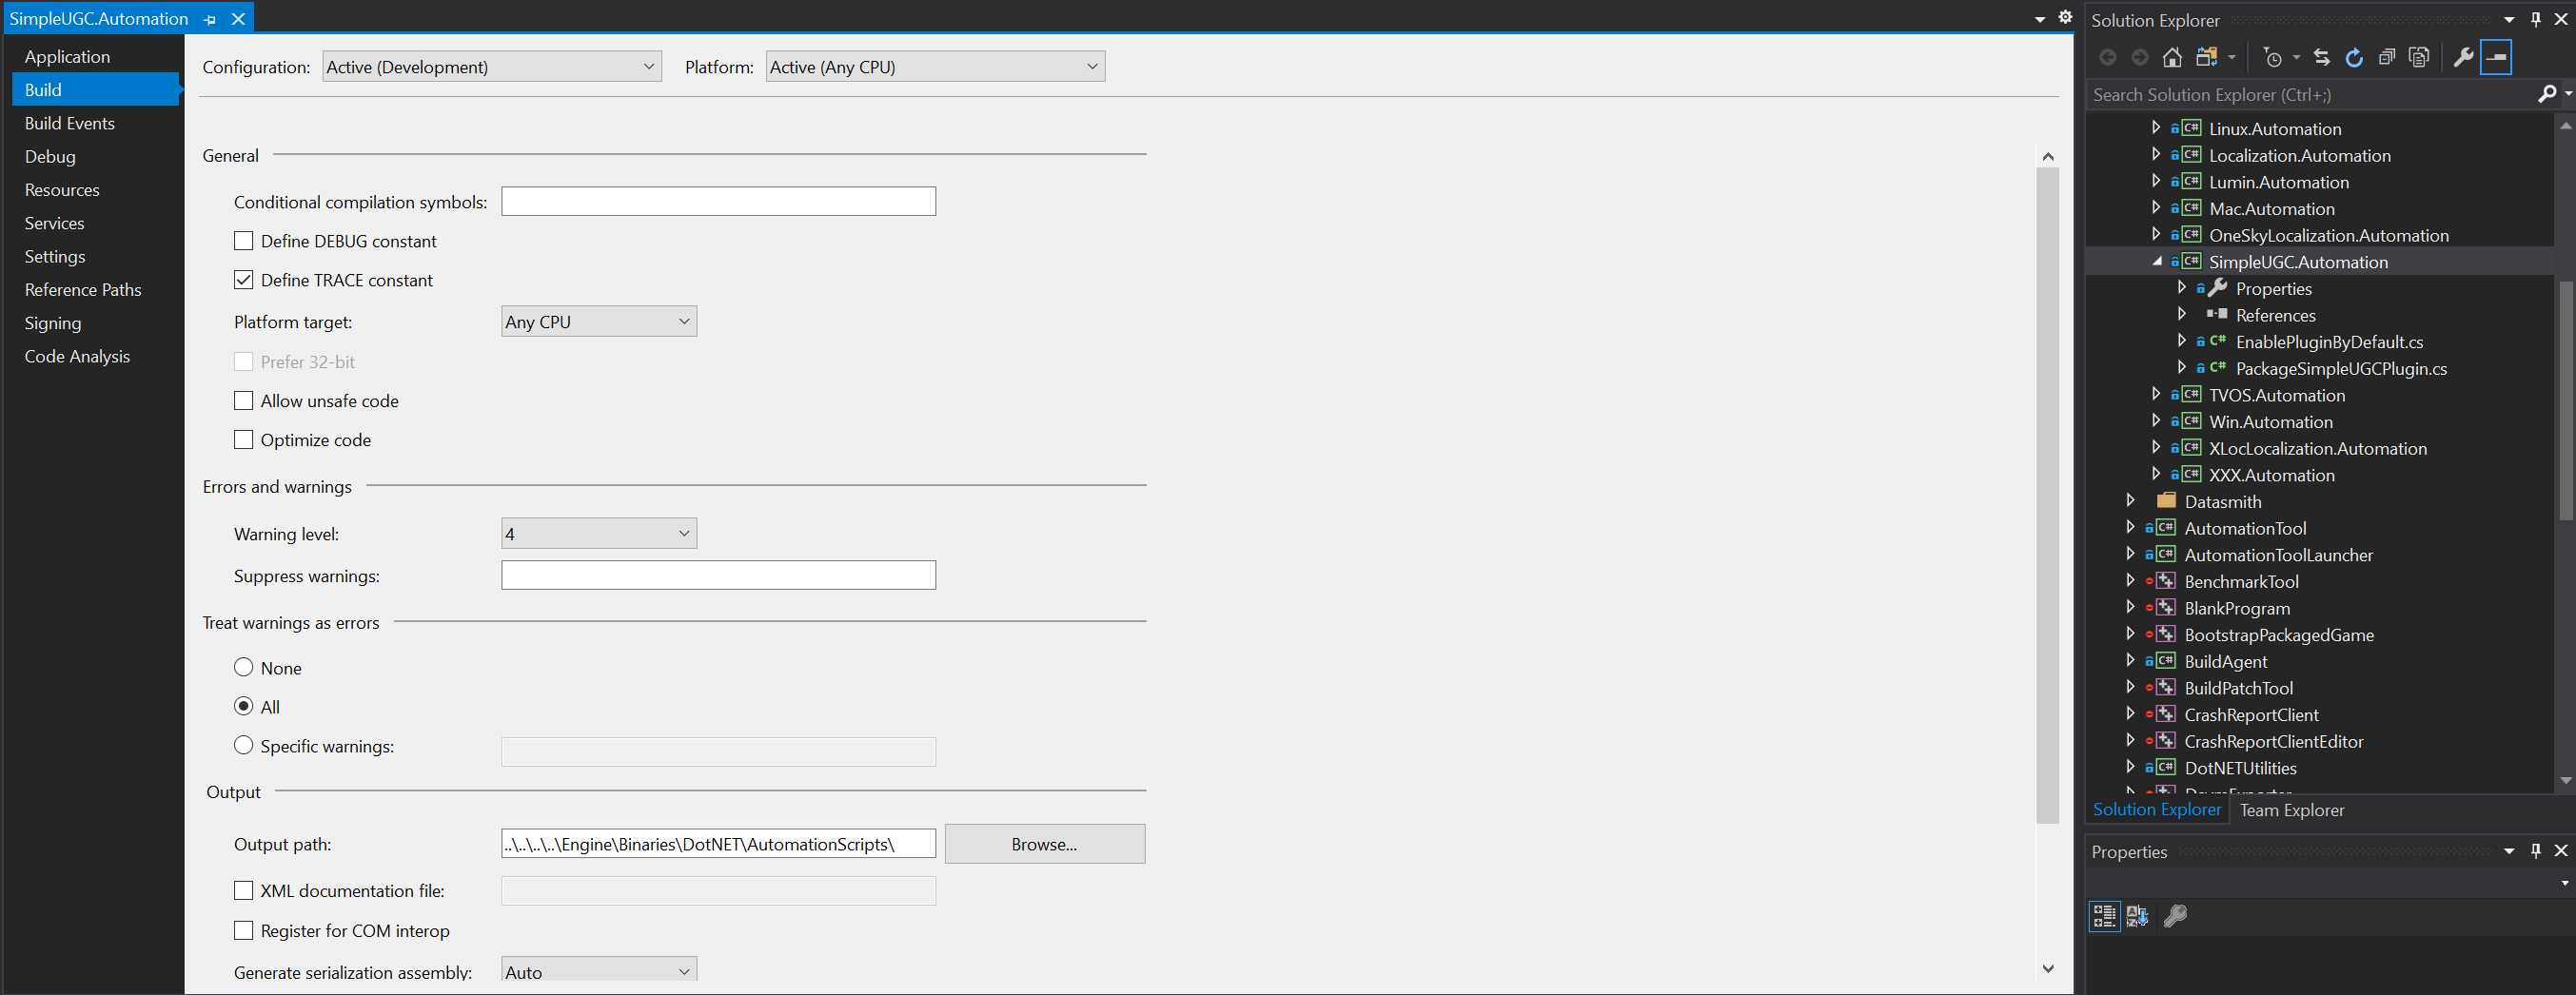 SimpleUGC.Automation
Application
Build
Build Events
Debug
Resources
Services
Settings
Reference Paths
Signing
Code Analysis
Configuration: Active (Development) Platform: Active (Any CPU)
General
Conditional compilation symbols:
Define DEBUG constant
Define TRACE constant
Platform target: Any CPU
Prefer 32-bit
Allow unsafe code
Optimize code
Errors and warnings
Warning level: 4
Suppress warnings:
Treat warnings as errors
None
All
Specific warnings:
Output
Output path: ..\..\..\..\Engine\Binaries\DotNET\AutomationScripts\ Browse...
XML documentation file:
Register for COM interop
Generate serialization assembly: Auto
Solution Explorer
Search Solution Explorer (Ctrl+;)
C# Linux.Automation
C# Localization.Automation
C# Lumin.Automation
C# Mac.Automation
C# OneSkyLocalization.Automation
C# SimpleUGC.Automation
Properties
References
C# EnablePluginByDefault.cs
C# PackageSimpleUGCPlugin.cs
C# TVOS.Automation
C# Win.Automation
C# XLocLocalization.Automation
C# XXX.Automation
Datasmith
C# AutomationTool
C# AutomationToolLauncher
BenchmarkTool
BlankProgram
BootstrapPackagedGame
C# BuildAgent
BuildPatchTool
CrashReportClient
CrashReportClientEditor
C# DotNETUtilities
Solution Explorer Team Explorer
Properties